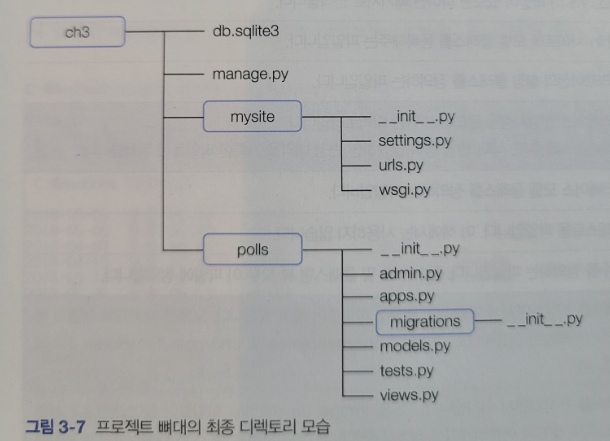 ch3
db.sqlite3
manage.py
mysite
__init__.py
settings.py
urls.py
wsgi.py
polls
__init__.py
admin.py
apps.py
migrations __init__.py
models.py
tests.py
views.py
그림 3-7 프로젝트 뼈대의 최종 디렉토리 모습